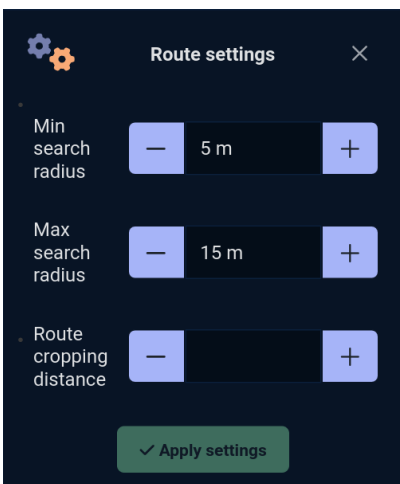 Route settings
Min
search
radius
5 m
Max
search
radius
15 m
Route
cropping
distance
Apply settings